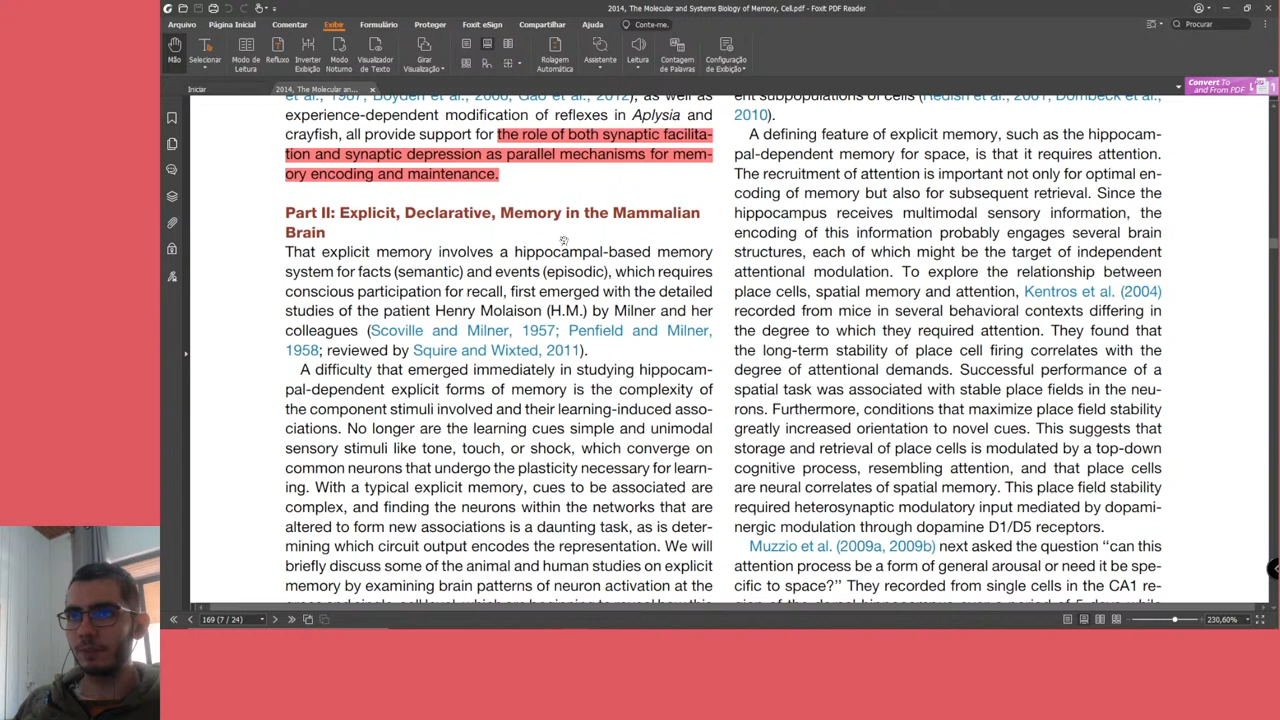 2014, The Molecular and Systems Biology of Memory, Cell.pdf - Foxit PDF Reader
Arquivo Página Inicial Comentar Exibir Formulário Proteger Foxit eSign Compartilhar Ajuda Conte-me. Procurar
Mão Selecionar Modo de Leitura Refluxo Inverter Exibição Modo Noturno Visualizador de Texto Girar Visualização Rolagem Automática Assistente Leitura Contagem de Palavras Configuração de Exibição
Iniciar 2014, The Molecular an... Convert To and From PDF
et al., 1987; Boyden et al., 2006; Gao et al., 2012), as well as
experience-dependent modification of reflexes in Aplysia and
crayfish, all provide support for the role of both synaptic facilita-
tion and synaptic depression as parallel mechanisms for mem-
ory encoding and maintenance.
Part II: Explicit, Declarative, Memory in the Mammalian
Brain
That explicit memory involves a hippocampal-based memory
system for facts (semantic) and events (episodic), which requires
conscious participation for recall, first emerged with the detailed
studies of the patient Henry Molaison (H.M.) by Milner and her
colleagues (Scoville and Milner, 1957; Penfield and Milner,
1958; reviewed by Squire and Wixted, 2011).
A difficulty that emerged immediately in studying hippocam-
pal-dependent explicit forms of memory is the complexity of
the component stimuli involved and their learning-induced asso-
ciations. No longer are the learning cues simple and unimodal
sensory stimuli like tone, touch, or shock, which converge on
common neurons that undergo the plasticity necessary for learn-
ing. With a typical explicit memory, cues to be associated are
complex, and finding the neurons within the networks that are
altered to form new associations is a daunting task, as is deter-
mining which circuit output encodes the representation. We will
briefly discuss some of the animal and human studies on explicit
memory by examining brain patterns of neuron activation at the
ent subpopulations of cells (Redish et al., 2001; Dombeck et al.,
2010).
A defining feature of explicit memory, such as the hippocam-
pal-dependent memory for space, is that it requires attention.
The recruitment of attention is important not only for optimal en-
coding of memory but also for subsequent retrieval. Since the
hippocampus receives multimodal sensory information, the
encoding of this information probably engages several brain
structures, each of which might be the target of independent
attentional modulation. To explore the relationship between
place cells, spatial memory and attention, Kentros et al. (2004)
recorded from mice in several behavioral contexts differing in
the degree to which they required attention. They found that
the long-term stability of place cell firing correlates with the
degree of attentional demands. Successful performance of a
spatial task was associated with stable place fields in the neu-
rons. Furthermore, conditions that maximize place field stability
greatly increased orientation to novel cues. This suggests that
storage and retrieval of place cells is modulated by a top-down
cognitive process, resembling attention, and that place cells
are neural correlates of spatial memory. This place field stability
required heterosynaptic modulatory input mediated by dopami-
nergic modulation through dopamine D1/D5 receptors.
Muzzio et al. (2009a, 2009b) next asked the question “can this
attention process be a form of general arousal or need it be spe-
cific to space?” They recorded from single cells in the CA1 re-
169 (7 / 24) 230,60%